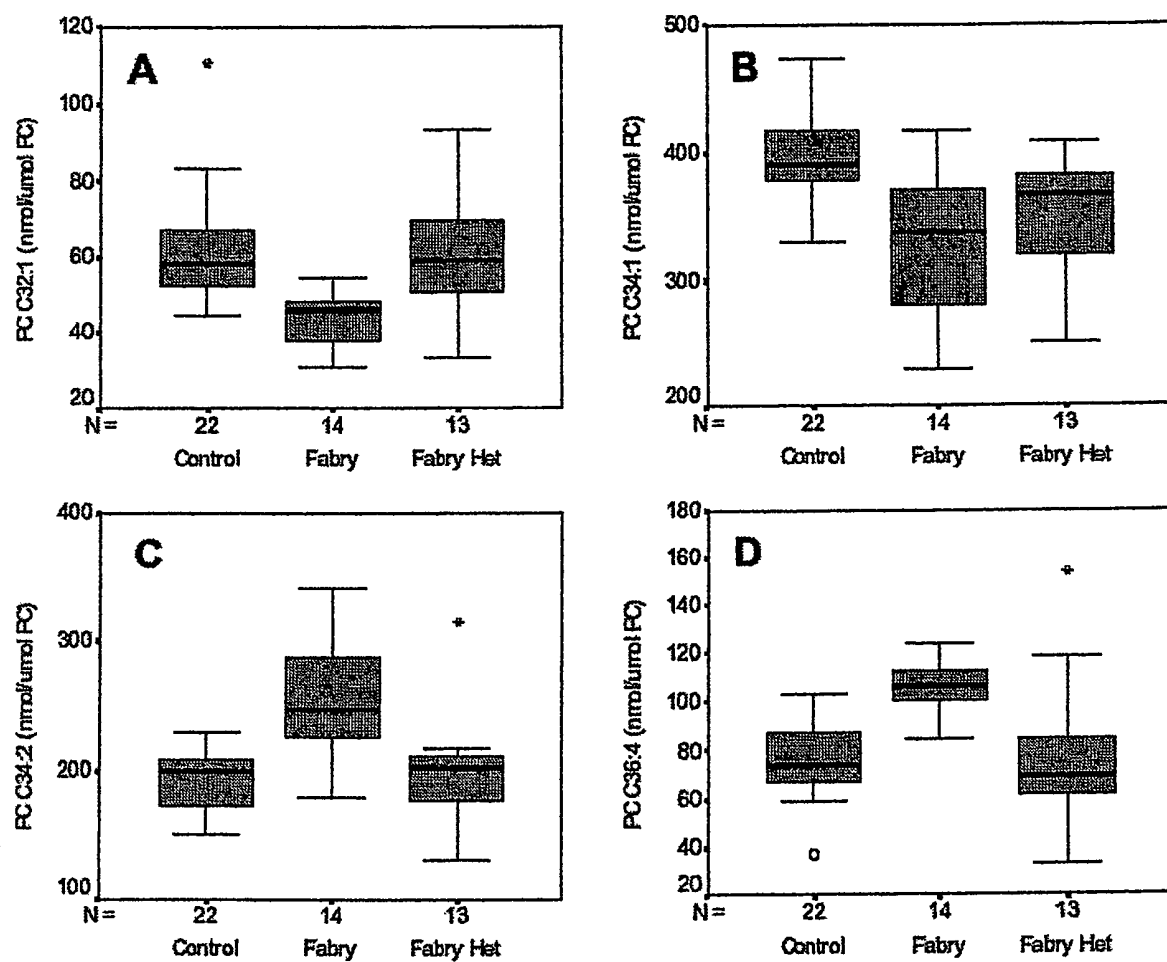 A
PC C32:1 (nmol/umol PC)
120
100
80
60
40
20
N = 22 14 13
Control Fabry Fabry Het
B
PC C34:1 (nmol/umol PC)
500
400
300
200
N = 22 14 13
Control Fabry Fabry Het
C
PC C34:2 (nmol/umol PC)
400
300
200
100
N = 22 14 13
Control Fabry Fabry Het
D
PC C36:4 (nmol/umol PC)
180
160
140
120
100
80
60
40
20
N = 22 14 13
Control Fabry Fabry Het